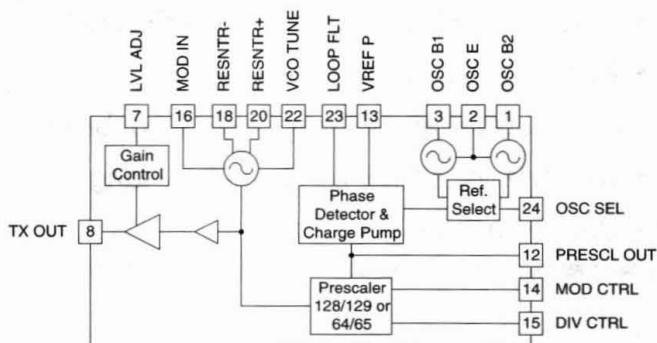 LVL ADJ
MOD IN
RESNTR-
RESNTR+
VCO TUNE
LOOP FLT
VREF P
OSC B1
OSC E
OSC B2
7
16
18
20
22
23
13
3
2
1
Gain
Control
Phase
Detector &
Charge Pump
Ref.
Select
24
OSC SEL
TX OUT
8
12
PRESCL OUT
Prescaler
128/129 or
64/65
14
MOD CTRL
15
DIV CTRL